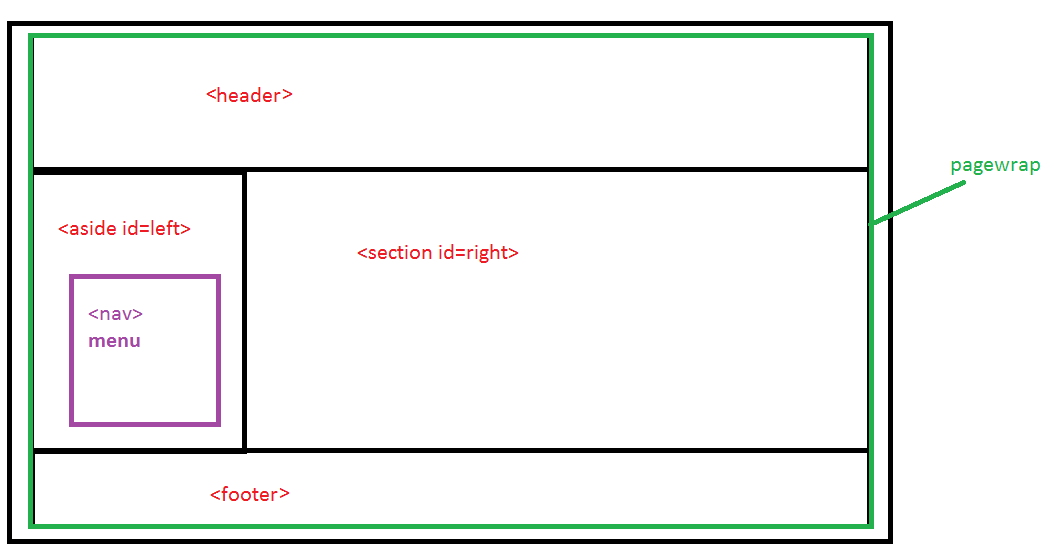 <header>
pagewrap
<aside id=left>
<section id=right>
<nav>
menu
<footer>